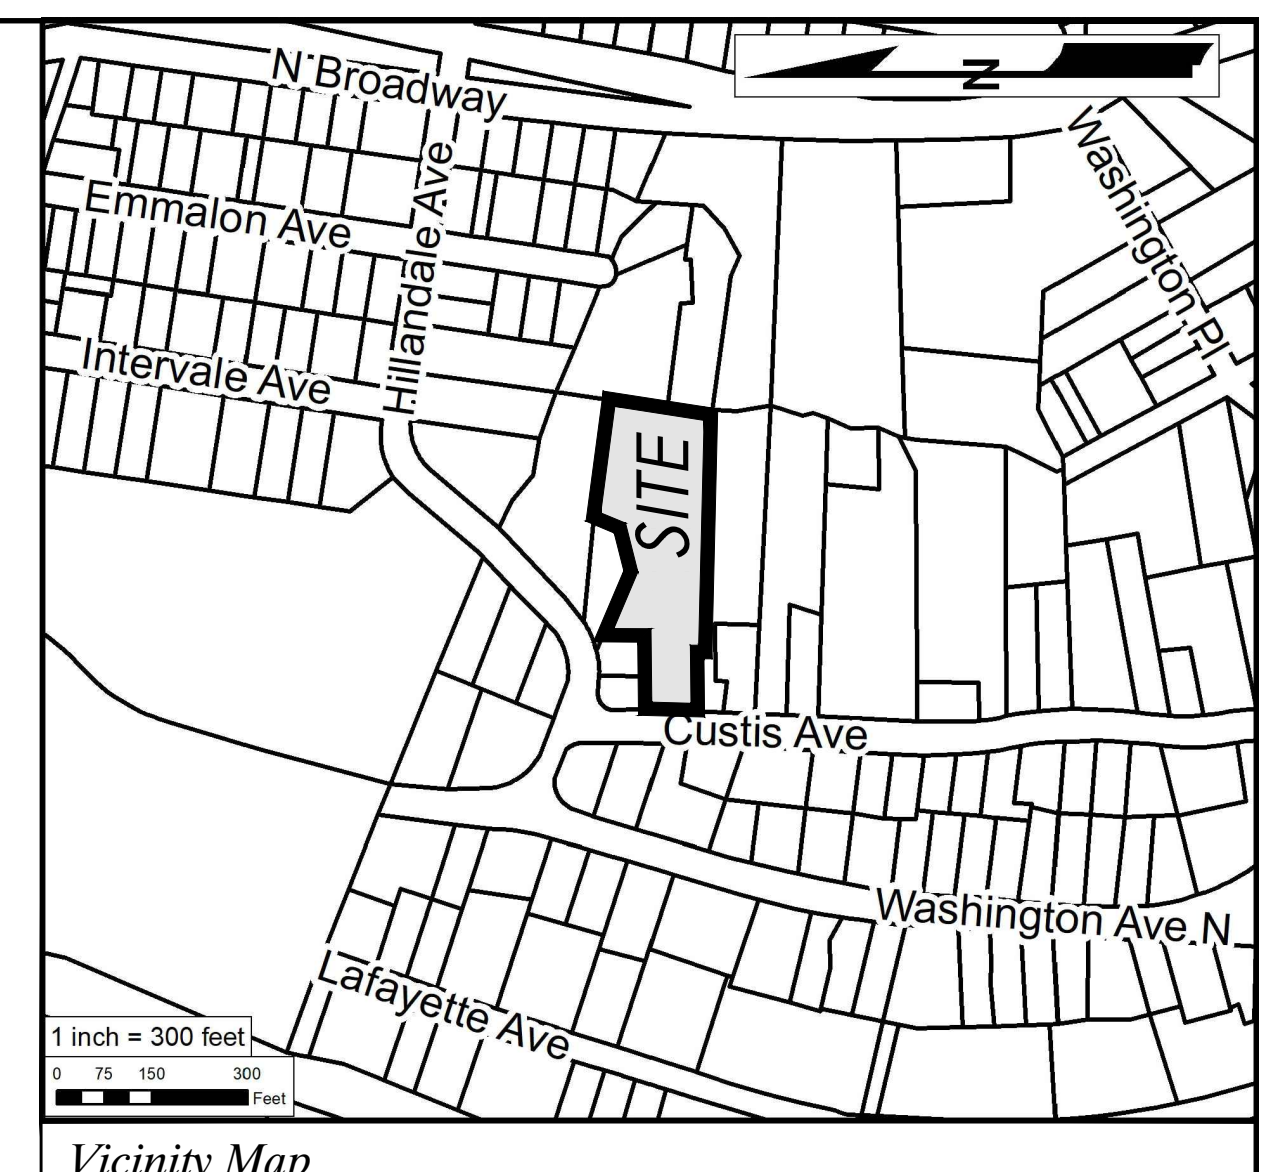 N Broadway
N
Washington Pl
Hillandale Ave
Emmalon Ave
Intervale Ave
SITE
Custis Ave
Washington Ave N
Lafayette Ave
1 inch = 300 feet
0 75 150 300
Feet
Vicinity Map